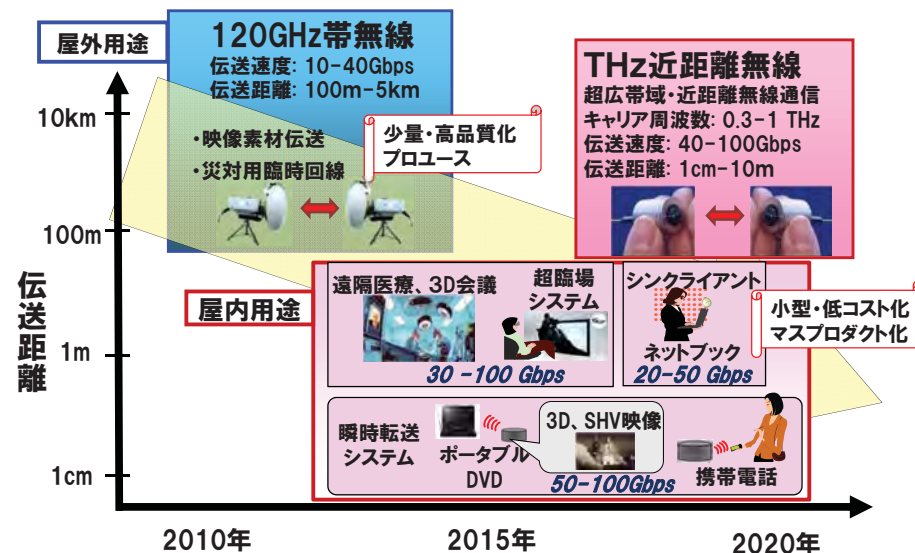 屋外用途
120GHz帯無線
伝送速度: 10-40Gbps
伝送距離: 100m-5km
・映像素材伝送
・災対用臨時回線
少量・高品質化
プロユース
THz近距離無線
超広帯域・近距離無線通信
キャリア周波数: 0.3-1 THz
伝送速度: 40-100Gbps
伝送距離: 1cm-10m
伝送距離
10km
100m
1m
1cm
屋内用途
遠隔医療、3D会議
超臨場
システム
30-100 Gbps
シンクライアント
ネットブック
20-50 Gbps
小型・低コスト化
マスプロダクト化
瞬時転送
システム
ポータブル
DVD
3D、SHV映像
50-100Gbps
携帯電話
2010年
2015年
2020年